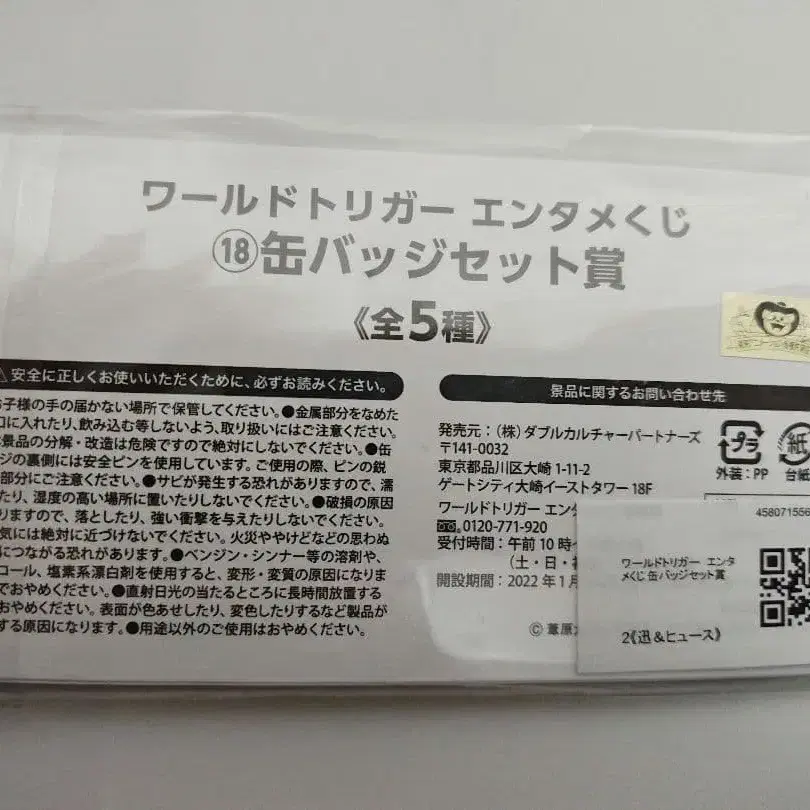 ワールドトリガー エンタメくじ
⑱缶バッジセット賞
《全5種》
安全に正しくお使いいただくために、必ずお読みください。
お子様の手の届かない場所で保管してください。●金属部分をなめた
口に入れたり、飲み込む等しないよう、取り扱いにはご注意ください。
景品の分解・改造は危険ですので絶対にしないでください。●缶
ジの裏側には安全ピンを使用しています。ご使用の際、ピンの鋭
部分にご注意ください。●サビが発生する恐れがありますので、濡
たり、湿度の高い場所に置いたりしないでください。●破損の原因
りますので、落としたり、強い衝撃を与えたりしないでください。
気には絶対に近づけないでください。火災ややけどなどの思わぬ
につながる恐れがあります。●ベンジン・シンナー等の溶剤や、
コール、塩素系漂白剤を使用すると、変形・変質の原因になりま
でおやめください。●直射日光の当たるところに長時間放置する
おやめください。表面が色あせしたり、変色したりするなど製品が
する原因になります。●用途以外のご使用はおやめください。
景品に関するお問い合わせ先
発売元:(株)ダブルカルチャーパートナーズ
〒141-0032
東京都品川区大崎 1-11-2
ゲートシティ大崎イーストタワー 18F
ワールドトリガー エンタ
0120-771-920
受付時間:午前 10 時
(土・日・祝
開設期間:2022 年 1 月
© 葦原
プラ
外装:PP
紙
台紙
458071556
ワールドトリガー エンタ
メくじ 缶バッジセット賞
2《迅&ヒュース》